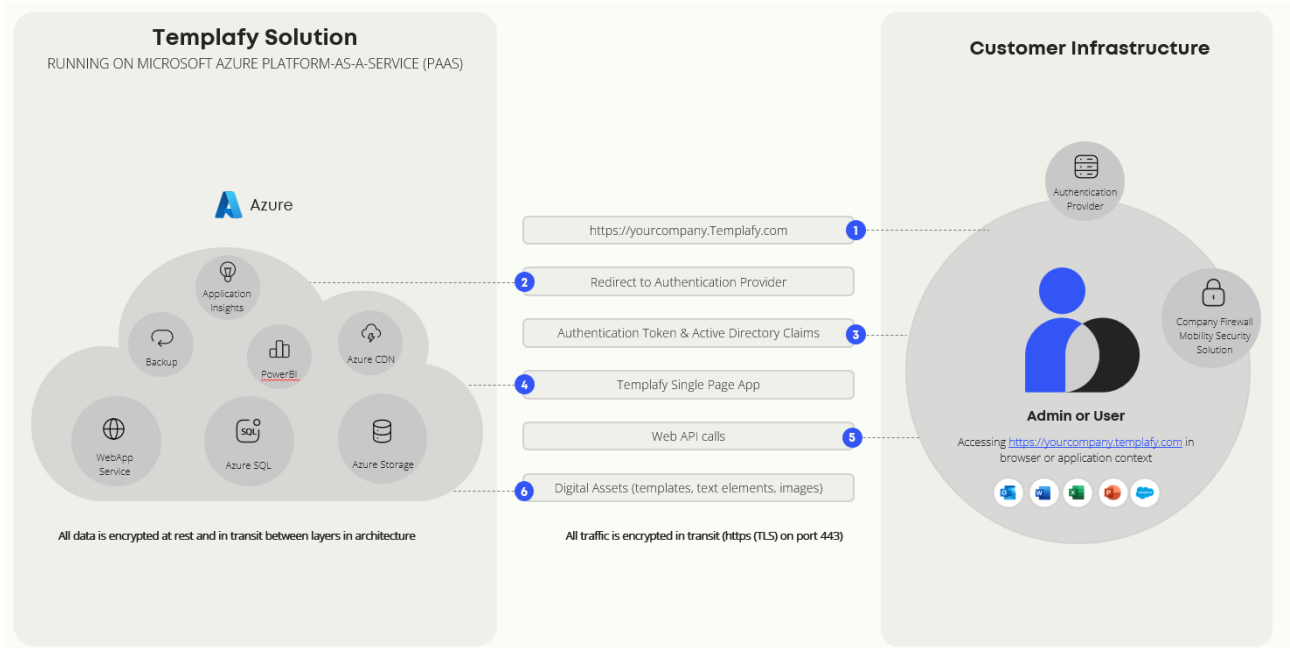 Templafy Solution
RUNNING ON MICROSOFT AZURE PLATFORM-AS-A-SERVICE (PAAS)
Azure
Application
Insights
Backup
PowerBI
Azure CDN
WebApp
Service
SQL
Azure SQL
Azure Storage
All data is encrypted at rest and in transit between layers in architecture
https://yourcompany.Templafy.com
1
2
Redirect to Authentication Provider
Authentication Token & Active Directory Claims
3
4
Templafy Single Page App
Web API calls
5
6
Digital Assets (templates, text elements, images)
All traffic is encrypted in transit (https (TLS) on port 443)
Customer Infrastructure
Authentication
Provider
Company Firewall
Mobility Security
Solution
Admin or User
Accessing https://yourcompany.templafy.com in
browser or application context